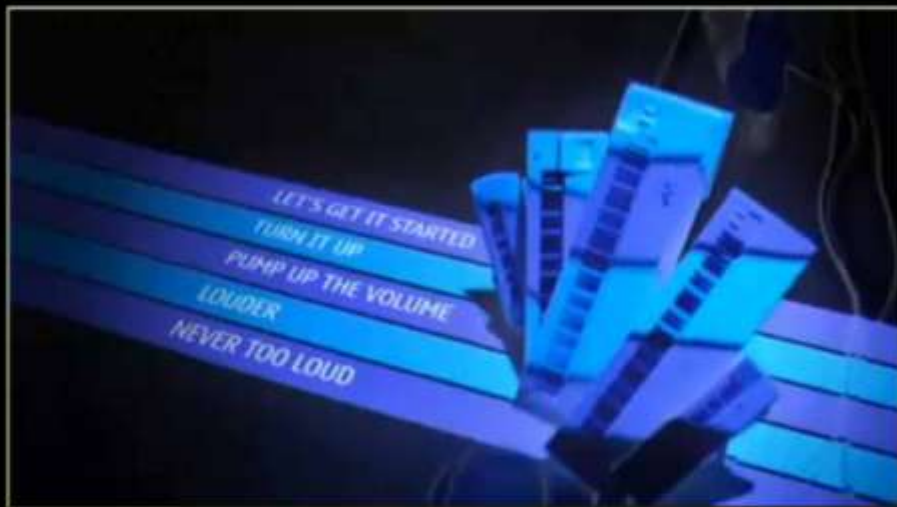 LET'S GET IT STARTED
TURN IT UP
PUMP UP THE VOLUME
LOUDER
NEVER TOO LOUD